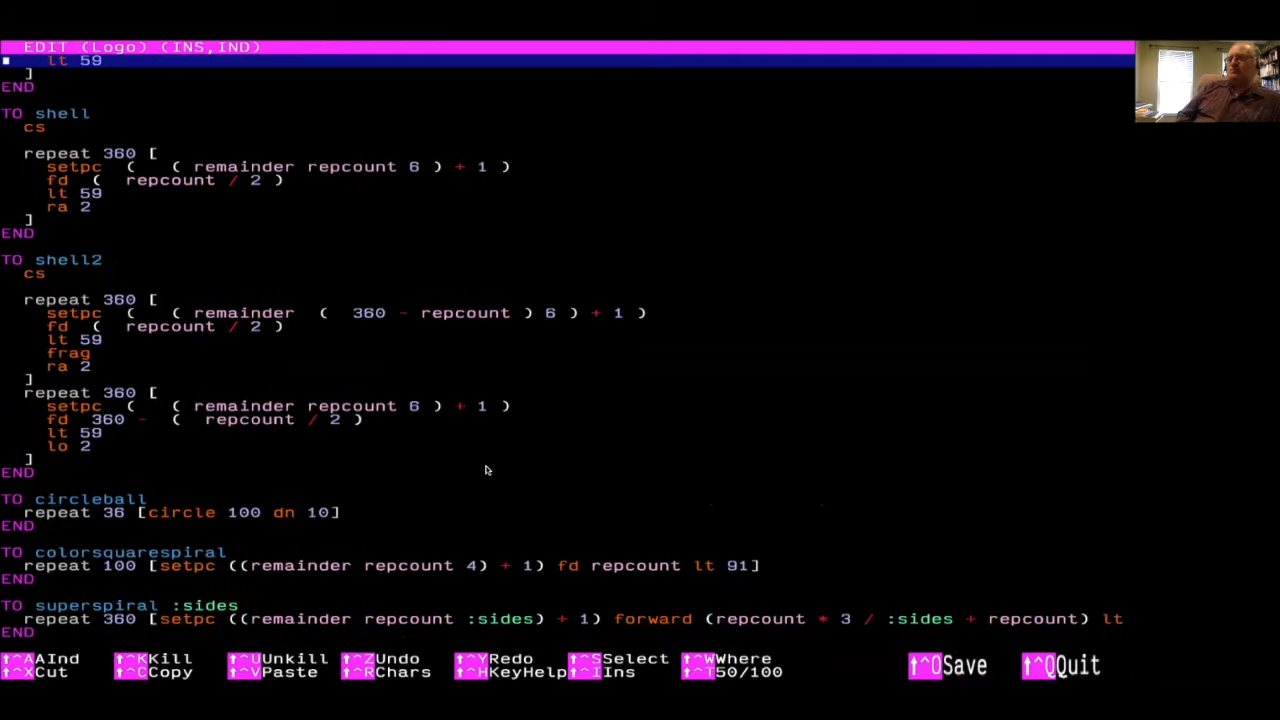 EDIT (Logo) (INS,IND)
lt 59
]
END
TO shell
cs
repeat 360 [
setpc ( ( remainder repcount 6 ) + 1 )
fd ( repcount / 2 )
lt 59
ra 2
]
END
TO shell2
cs
repeat 360 [
setpc ( ( remainder ( 360 - repcount ) 6 ) + 1 )
fd ( repcount / 2 )
lt 59
frag
ra 2
]
repeat 360 [
setpc ( ( remainder repcount 6 ) + 1 )
fd 360 - ( repcount / 2 )
lt 59
lo 2
]
END
TO circleball
repeat 36 [circle 100 dn 10]
END
TO colorsquarespiral
repeat 100 [setpc ((remainder repcount 4) + 1) fd repcount lt 91]
END
TO superspiral :sides
repeat 360 [setpc ((remainder repcount :sides) + 1) forward (repcount * 3 / :sides + repcount) lt
END
↑^AAInd ↑^KKill ↑^UUnkill ↑^ZUndo ↑^YRedo ↑^SSelect ↑^WWhere
↑^XCut ↑^CCopy ↑^VPaste ↑^RChars ↑^HKeyHelp ↑^IIns ↑^T50/100 ↑^OSave ↑^QQuit